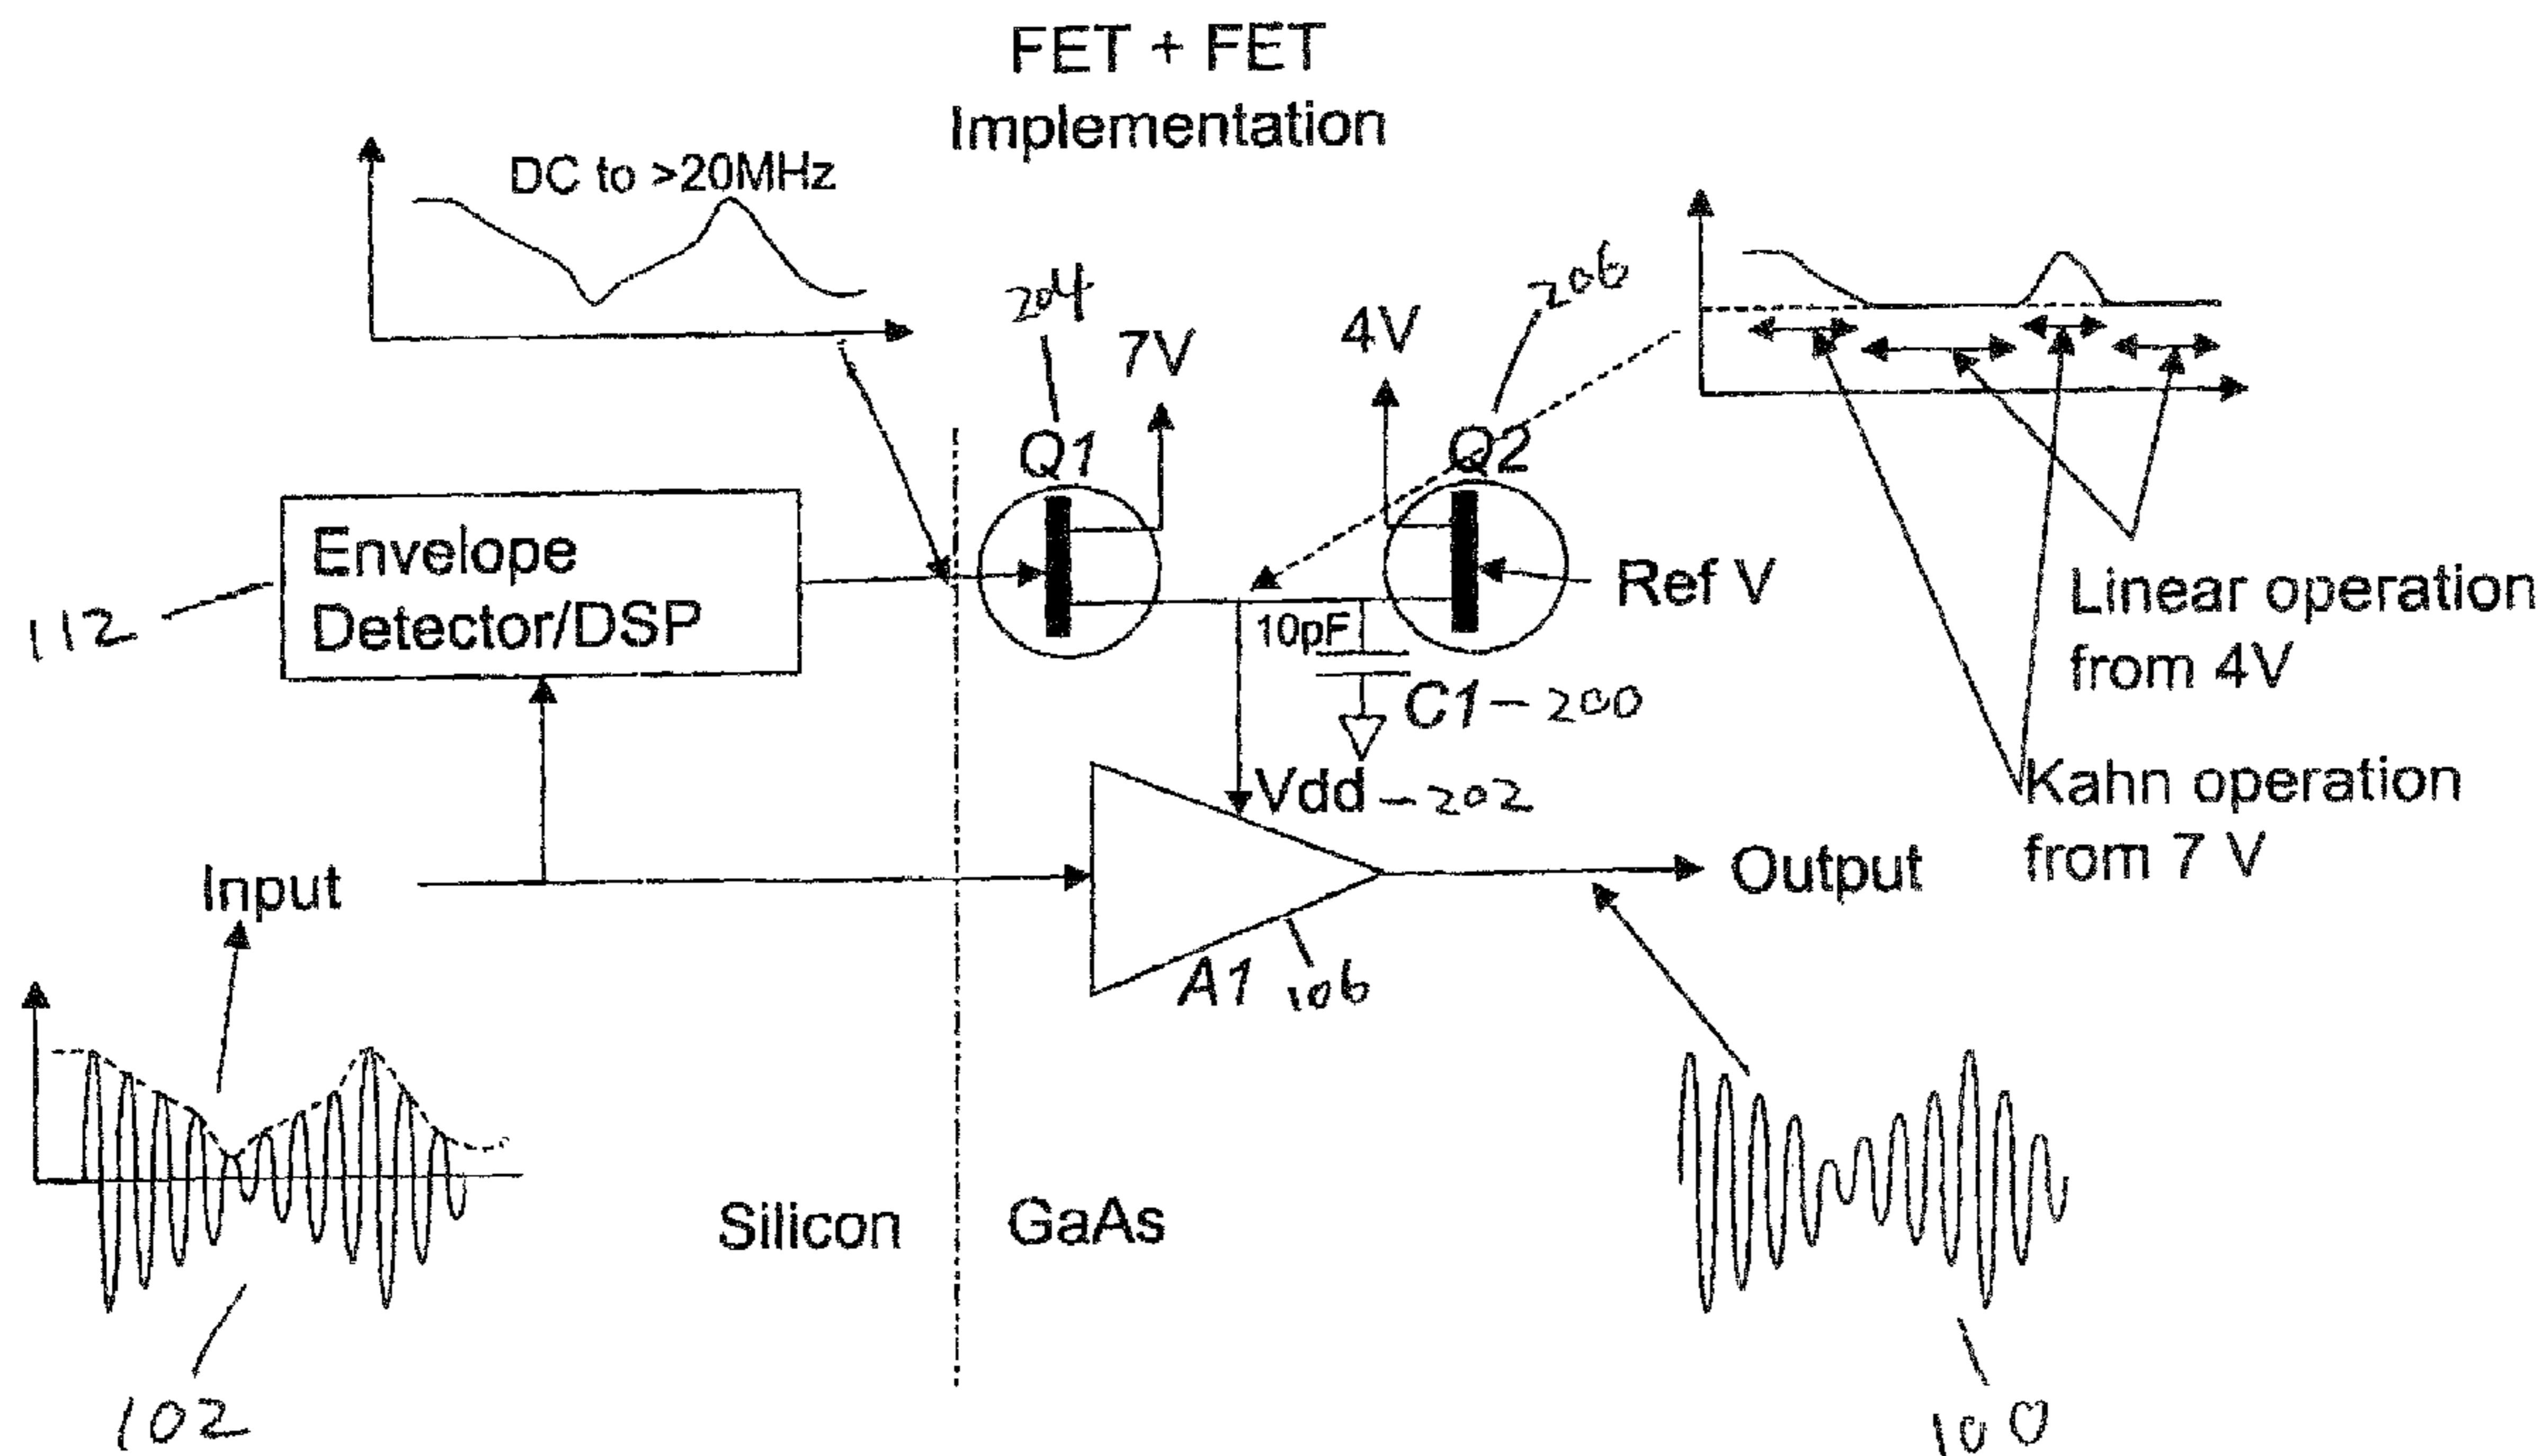 FET + FET
Implementation
DC to >20MHz
204
7V
4V
206
Q1
Q2
Envelope
Detector/DSP
112
Ref V
10pF
C1-200
Linear operation
from 4V
Vdd-202
Kahn operation
from 7 V
Input
Output
A1 106
Silicon
GaAs
102
100